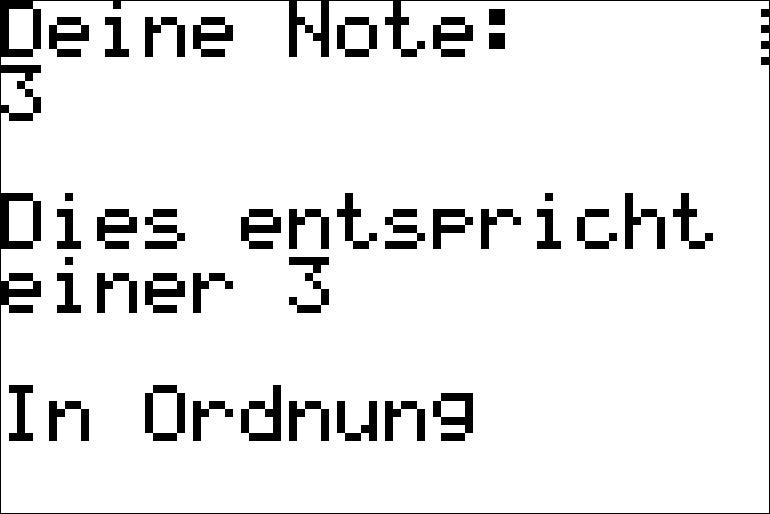 Deine Note:
3
Dies entspricht
einer 3
In Ordnung